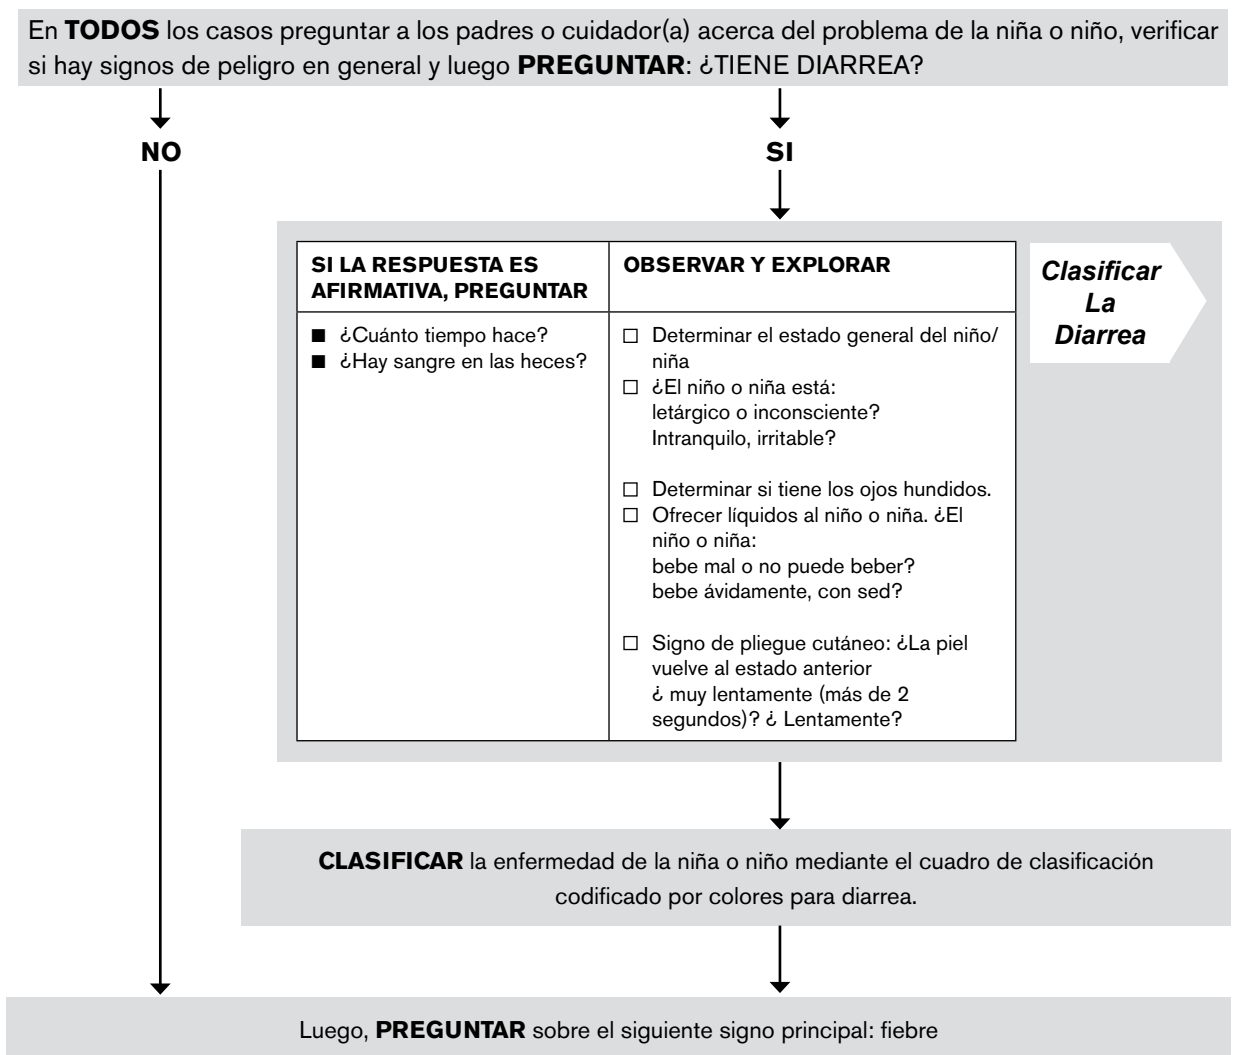 En TODOS los casos preguntar a los padres o cuidador(a) acerca del problema de la niña o niño, verificar
si hay signos de peligro en general y luego PREGUNTAR: ¿TIENE DIARREA?
NO
SI
SI LA RESPUESTA ES
AFIRMATIVA, PREGUNTAR
■ ¿Cuánto tiempo hace?
■ ¿Hay sangre en las heces?
OBSERVAR Y EXPLORAR
□ Determinar el estado general del niño/
niña
□ ¿El niño o niña está:
letárgico o inconsciente?
Intranquilo, irritable?
□ Determinar si tiene los ojos hundidos.
□ Ofrecer líquidos al niño o niña. ¿El
niño o niña:
bebe mal o no puede beber?
bebe ávidamente, con sed?
□ Signo de pliegue cutáneo: ¿La piel
vuelve al estado anterior
¿ muy lentamente (más de 2
segundos)? ¿ Lentamente?
Clasificar
La
Diarrea
CLASIFICAR la enfermedad de la niña o niño mediante el cuadro de clasificación
codificado por colores para diarrea.
Luego, PREGUNTAR sobre el siguiente signo principal: fiebre